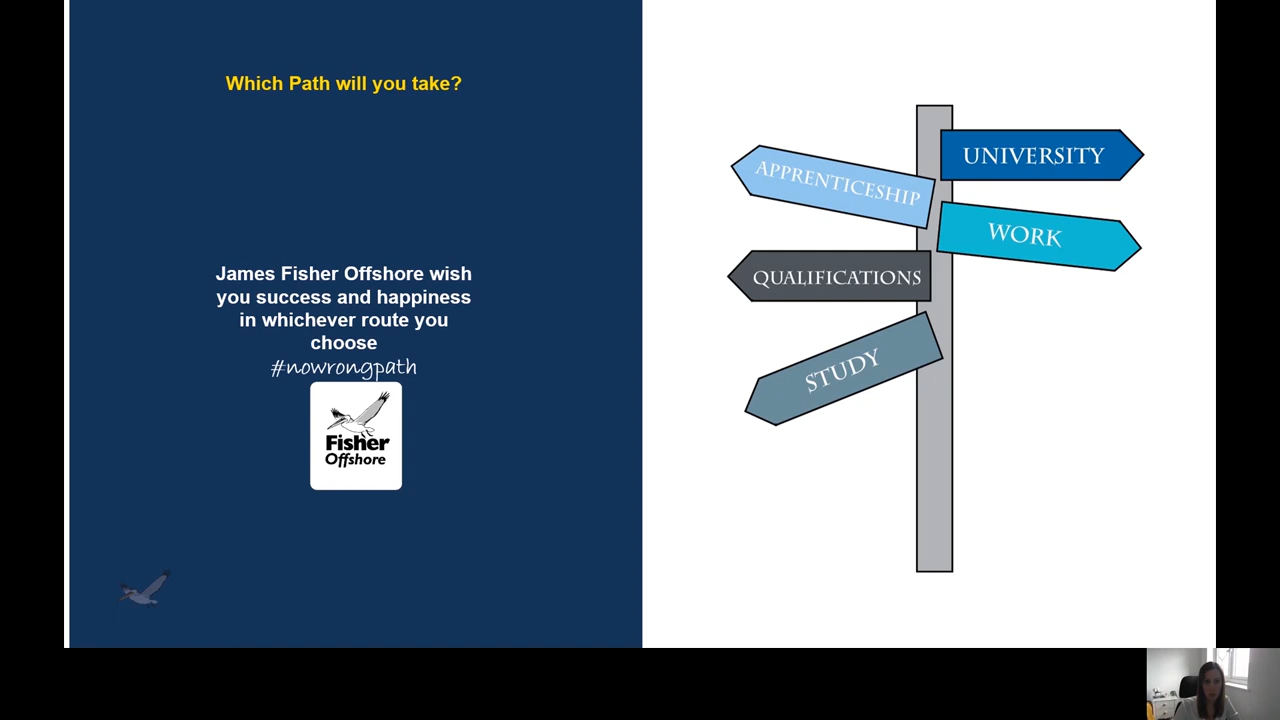 Which Path will you take?
James Fisher Offshore wish
you success and happiness
in whichever route you
choose
#nowrongpath
Fisher
Offshore
UNIVERSITY
APPRENTICESHIP
WORK
QUALIFICATIONS
STUDY